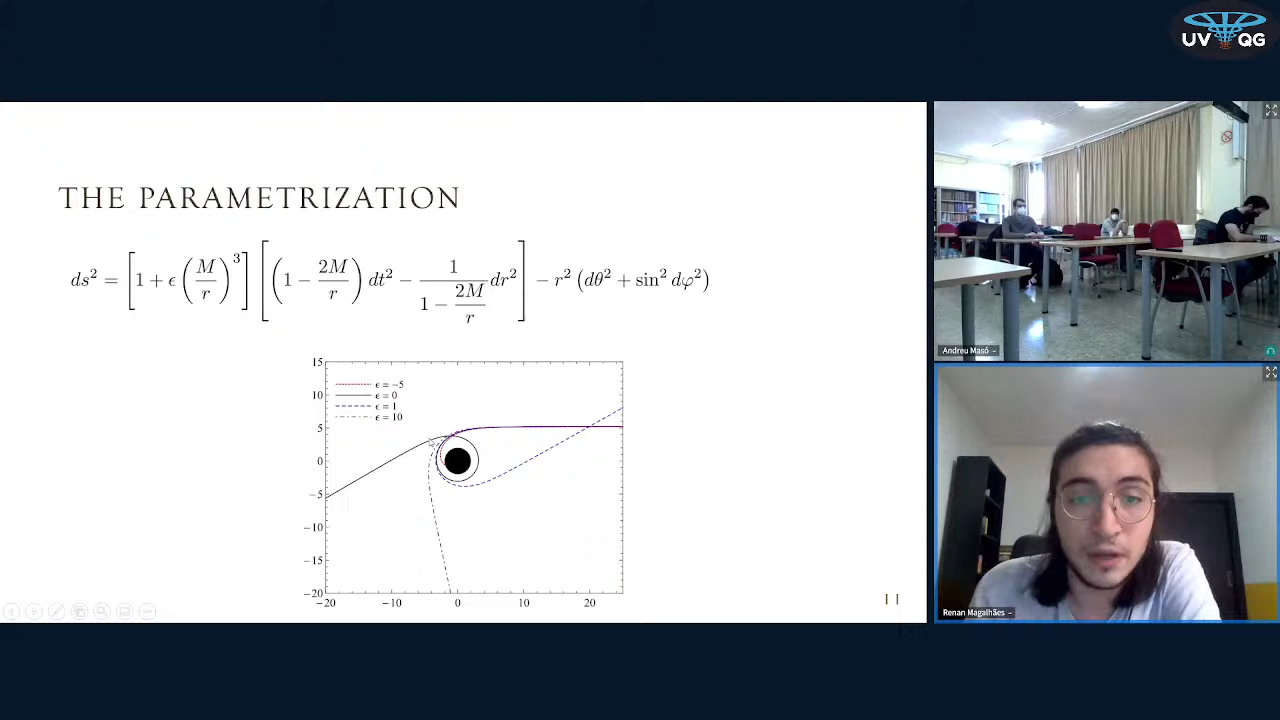 UV QG
THE PARAMETRIZATION
ds² = [1 + ϵ (M/r)³] [(1 − 2M/r) dt² − 1/(1 − 2M/r) dr²] − r² (dθ² + sin² dφ²)
15
10
5
0
−5
−10
−15
−20
ϵ = −5
ϵ = 0
ϵ = 1
ϵ = 10
−20 −10 0 10 20
11
Andreu Masó
Renan Magalhães